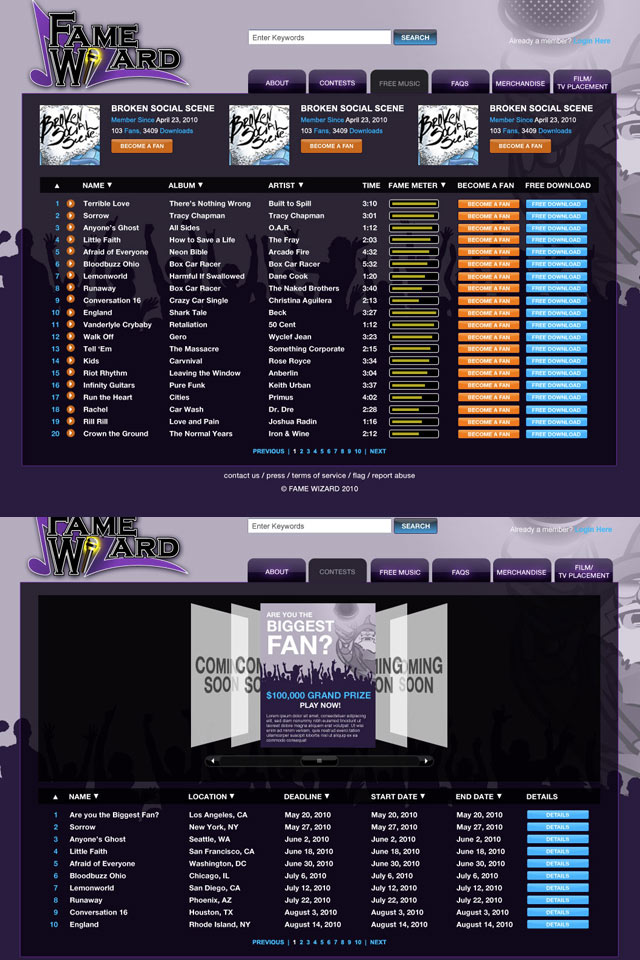 FAME
WIZARD
Enter Keywords
SEARCH
Already a member? Login Here
ABOUT
CONTESTS
FREE MUSIC
FAQS
MERCHANDISE
FILM/
TV PLACEMENT
BROKEN SOCIAL SCENE
Member Since April 23, 2010
103 Fans, 3409 Downloads
BECOME A FAN
BROKEN SOCIAL SCENE
Member Since April 23, 2010
103 Fans, 3409 Downloads
BECOME A FAN
BROKEN SOCIAL SCENE
Member Since April 23, 2010
103 Fans, 3409 Downloads
BECOME A FAN
▲ NAME ▼ ALBUM ▼ ARTIST ▼ TIME FAME METER ▼ BECOME A FAN FREE DOWNLOAD
1 Terrible Love There's Nothing Wrong Built to Spill 3:10 BECOME A FAN FREE DOWNLOAD
2 Sorrow Tracy Chapman Tracy Chapman 3:01 BECOME A FAN FREE DOWNLOAD
3 Anyone's Ghost All Sides O.A.R. 1:12 BECOME A FAN FREE DOWNLOAD
4 Little Faith How to Save a Life The Fray 2:03 BECOME A FAN FREE DOWNLOAD
5 Afraid of Everyone Neon Bible Arcade Fire 4:32 BECOME A FAN FREE DOWNLOAD
6 Bloodbuzz Ohio Box Car Racer Box Car Racer 5:32 BECOME A FAN FREE DOWNLOAD
7 Lemonworld Harmful If Swallowed Dane Cook 1:20 BECOME A FAN FREE DOWNLOAD
8 Runaway Box Car Racer The Naked Brothers 3:40 BECOME A FAN FREE DOWNLOAD
9 Conversation 16 Crazy Car Single Christina Aguilera 2:13 BECOME A FAN FREE DOWNLOAD
10 England Shark Tale Beck 3:27 BECOME A FAN FREE DOWNLOAD
11 Vanderlyle Crybaby Retaliation 50 Cent 1:12 BECOME A FAN FREE DOWNLOAD
12 Walk Off Gero Wyclef Jean 3:23 BECOME A FAN FREE DOWNLOAD
13 Tell 'Em The Massacre Something Corporate 2:15 BECOME A FAN FREE DOWNLOAD
14 Kids Carvnival Rose Royce 3:34 BECOME A FAN FREE DOWNLOAD
15 Riot Rhythm Leaving the Window Anberlin 3:04 BECOME A FAN FREE DOWNLOAD
16 Infinity Guitars Pure Funk Keith Urban 3:37 BECOME A FAN FREE DOWNLOAD
17 Run the Heart Cities Primus 4:02 BECOME A FAN FREE DOWNLOAD
18 Rachel Car Wash Dr. Dre 2:28 BECOME A FAN FREE DOWNLOAD
19 Rill Rill Love and Pain Joshua Radin 1:16 BECOME A FAN FREE DOWNLOAD
20 Crown the Ground The Normal Years Iron & Wine 2:12 BECOME A FAN FREE DOWNLOAD
PREVIOUS | 1 2 3 4 5 6 7 8 9 10 | NEXT
contact us / press / terms of service / flag / report abuse
© FAME WIZARD 2010
FAME
WIZARD
Enter Keywords
SEARCH
Already a member? Login Here
ABOUT
CONTESTS
FREE MUSIC
FAQS
MERCHANDISE
FILM/
TV PLACEMENT
ARE YOU THE
BIGGEST
FAN?
$100,000 GRAND PRIZE
PLAY NOW!
Lorem ipsum dolor sit amet, consectetuer adipiscing
elit, sed diam nonummy nibh euismod tincidunt ut
laoreet dolore magna aliquam erat volutpat. Ut wisi
enim ad minim veniam, quis nostrud exerci tation
ullamcorper suscipit lobortis nisl ut aliquip ex ea
commodo consequat
COMING
SOON
▲ NAME ▼ LOCATION ▼ DEADLINE ▼ START DATE ▼ END DATE ▼ DETAILS
1 Are you the Biggest Fan? Los Angeles, CA May 20, 2010 May 20, 2010 May 20, 2010 DETAILS
2 Sorrow New York, NY May 27, 2010 May 27, 2010 May 27, 2010 DETAILS
3 Anyone's Ghost Seattle, WA June 2, 2010 June 2, 2010 June 2, 2010 DETAILS
4 Little Faith San Francisco, CA June 18, 2010 June 18, 2010 June 18, 2010 DETAILS
5 Afraid of Everyone Washington, DC June 30, 2010 June 30, 2010 June 30, 2010 DETAILS
6 Bloodbuzz Ohio Chicago, IL July 6, 2010 July 6, 2010 July 6, 2010 DETAILS
7 Lemonworld San Diego, CA July 12, 2010 July 12, 2010 July 12, 2010 DETAILS
8 Runaway Phoenix, AZ July 22, 2010 July 22, 2010 July 22, 2010 DETAILS
9 Conversation 16 Houston, TX August 3, 2010 August 3, 2010 August 3, 2010 DETAILS
10 England Rhode Island, NY August 14, 2010 August 14, 2010 August 14, 2010 DETAILS
PREVIOUS | 1 2 3 4 5 6 7 8 9 10 | NEXT